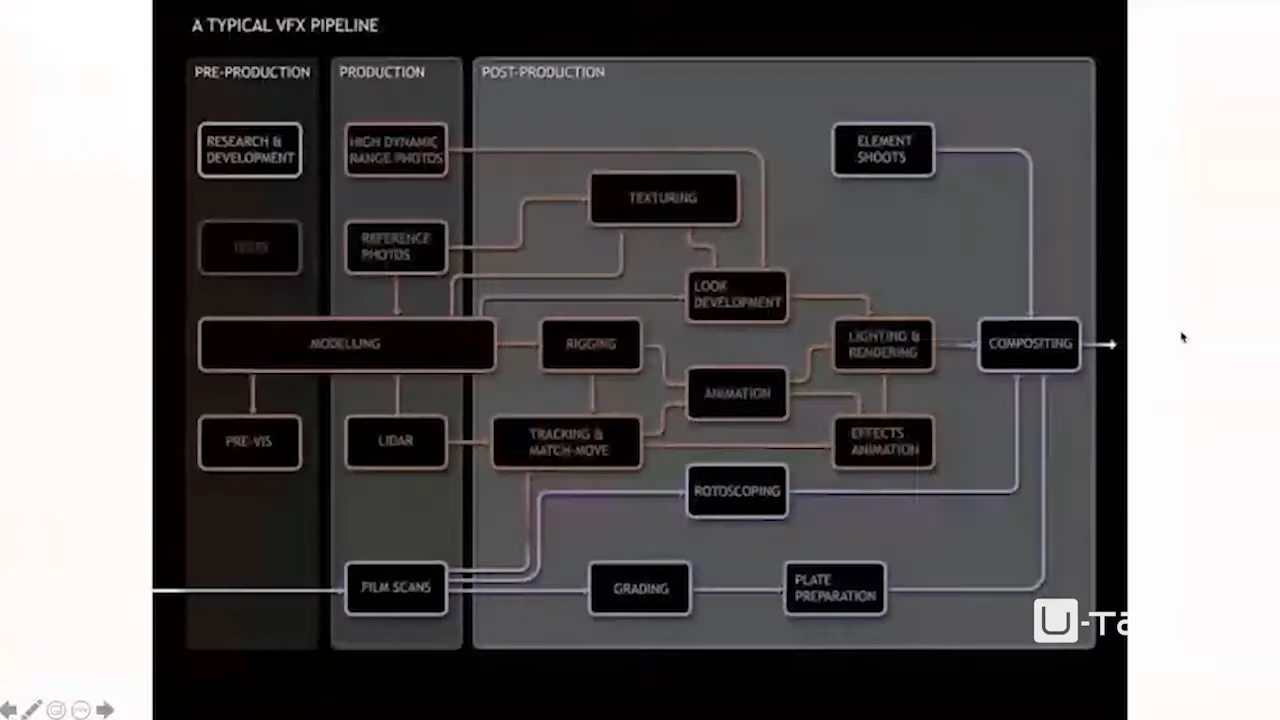 A TYPICAL VFX PIPELINE
PRE-PRODUCTION
PRODUCTION
POST-PRODUCTION
RESEARCH &
DEVELOPMENT
HIGH DYNAMIC
RANGE PHOTOS
ELEMENT
SHOOTS
TEXTURING
REFERENCE
PHOTOS
LOOK
DEVELOPMENT
MODELLING
RIGGING
LIGHTING &
RENDERING
COMPOSITING
ANIMATION
PRE-VIS
LIDAR
TRACKING &
MATCH-MOVE
EFFECTS
ANIMATION
ROTOSCOPING
FILM SCANS
GRADING
PLATE
PREPARATION